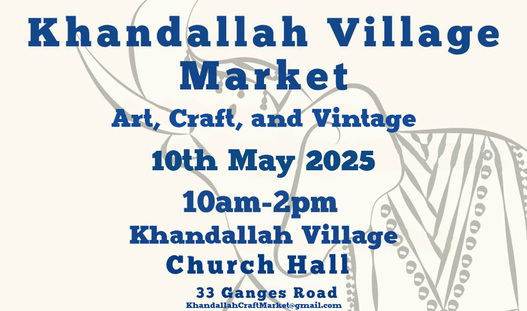 Khandallah Village
Market
Art, Craft, and Vintage
10th May 2025
10am-2pm
Khandallah Village
Church Hall
33 Ganges Road
KhandallahCraftMarket@gmail.com